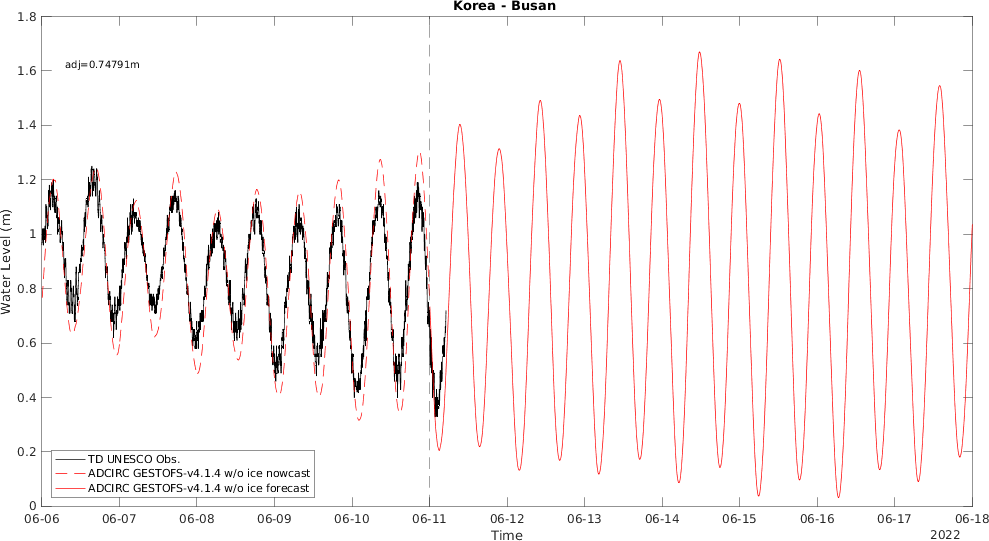 Korea - Busan
1.8
adj=0.74791m
1.6
1.4
1.2
1
0.8
0.6
0.4
0.2
0
Water Level (m)
TD UNESCO Obs.
ADCIRC GESTOFS-v4.1.4 w/o ice nowcast
ADCIRC GESTOFS-v4.1.4 w/o ice forecast
06-06 06-07 06-08 06-09 06-10 06-11 06-12 06-13 06-14 06-15 06-16 06-17 06-18
Time
2022